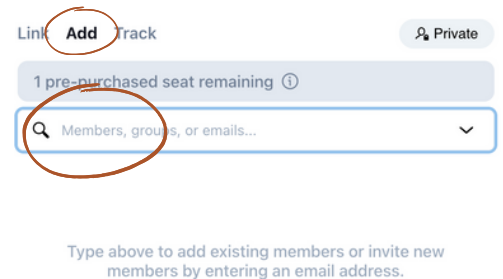 Link Add Track Private
1 pre-purchased seat remaining
Members, groups, or emails...
Type above to add existing members or invite new
members by entering an email address.